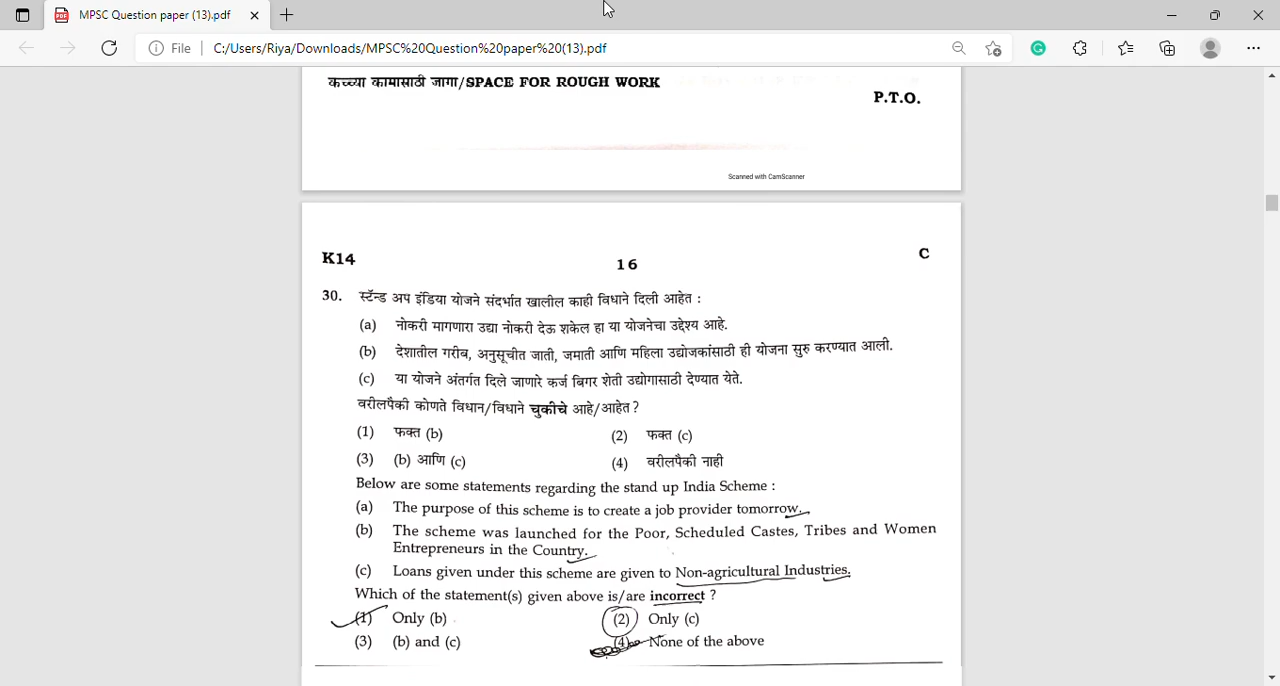 MPSC Question paper (13).pdf
File
C:/Users/Riya/Downloads/MPSC%20Question%20paper%20(13).pdf
कच्च्या कामासाठी जागा/SPACE FOR ROUGH WORK
P.T.O.
Scanned with CamScanner
K14
16
C
30. स्टॅन्ड अप इंडिया योजने संदर्भात खालील काही विधाने दिली आहेत :
(a) नोकरी मागणारा उद्या नोकरी देऊ शकेल हा या योजनेचा उद्देश्य आहे.
(b) देशातील गरीब, अनुसूचीत जाती, जमाती आणि महिला उद्योजकांसाठी ही योजना सुरु करण्यात आली.
(c) या योजने अंतर्गत दिले जाणारे कर्ज बिगर शेती उद्योगासाठी देण्यात येते.
वरीलपैकी कोणते विधान/विधाने चुकीचे आहे/आहेत ?
(1) फक्त (b) (2) फक्त (c)
(3) (b) आणि (c) (4) वरीलपैकी नाही
Below are some statements regarding the stand up India Scheme :
(a) The purpose of this scheme is to create a job provider tomorrow.
(b) The scheme was launched for the Poor, Scheduled Castes, Tribes and Women
Entrepreneurs in the Country.
(c) Loans given under this scheme are given to Non-agricultural Industries.
Which of the statement(s) given above is/are incorrect ?
(1) Only (b) (2) Only (c)
(3) (b) and (c) (4) None of the above